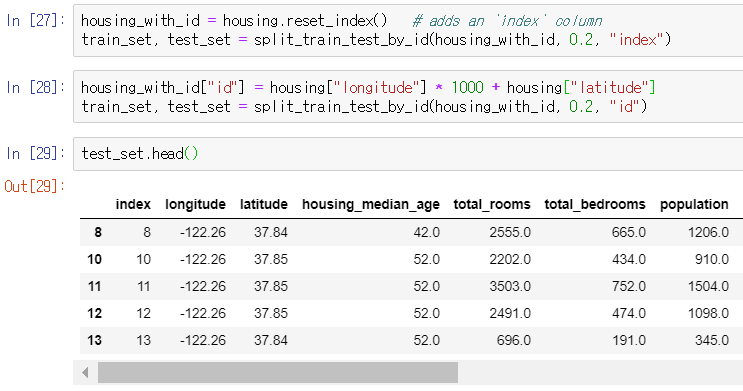 In [27]: housing_with_id = housing.reset_index()   # adds an `index` column
train_set, test_set = split_train_test_by_id(housing_with_id, 0.2, "index")
In [28]: housing_with_id["id"] = housing["longitude"] * 1000 + housing["latitude"]
train_set, test_set = split_train_test_by_id(housing_with_id, 0.2, "id")
In [29]: test_set.head()
Out[29]:
index longitude latitude housing_median_age total_rooms total_bedrooms population
8 8 -122.26 37.84 42.0 2555.0 665.0 1206.0
10 10 -122.26 37.85 52.0 2202.0 434.0 910.0
11 11 -122.26 37.85 52.0 3503.0 752.0 1504.0
12 12 -122.26 37.85 52.0 2491.0 474.0 1098.0
13 13 -122.26 37.84 52.0 696.0 191.0 345.0